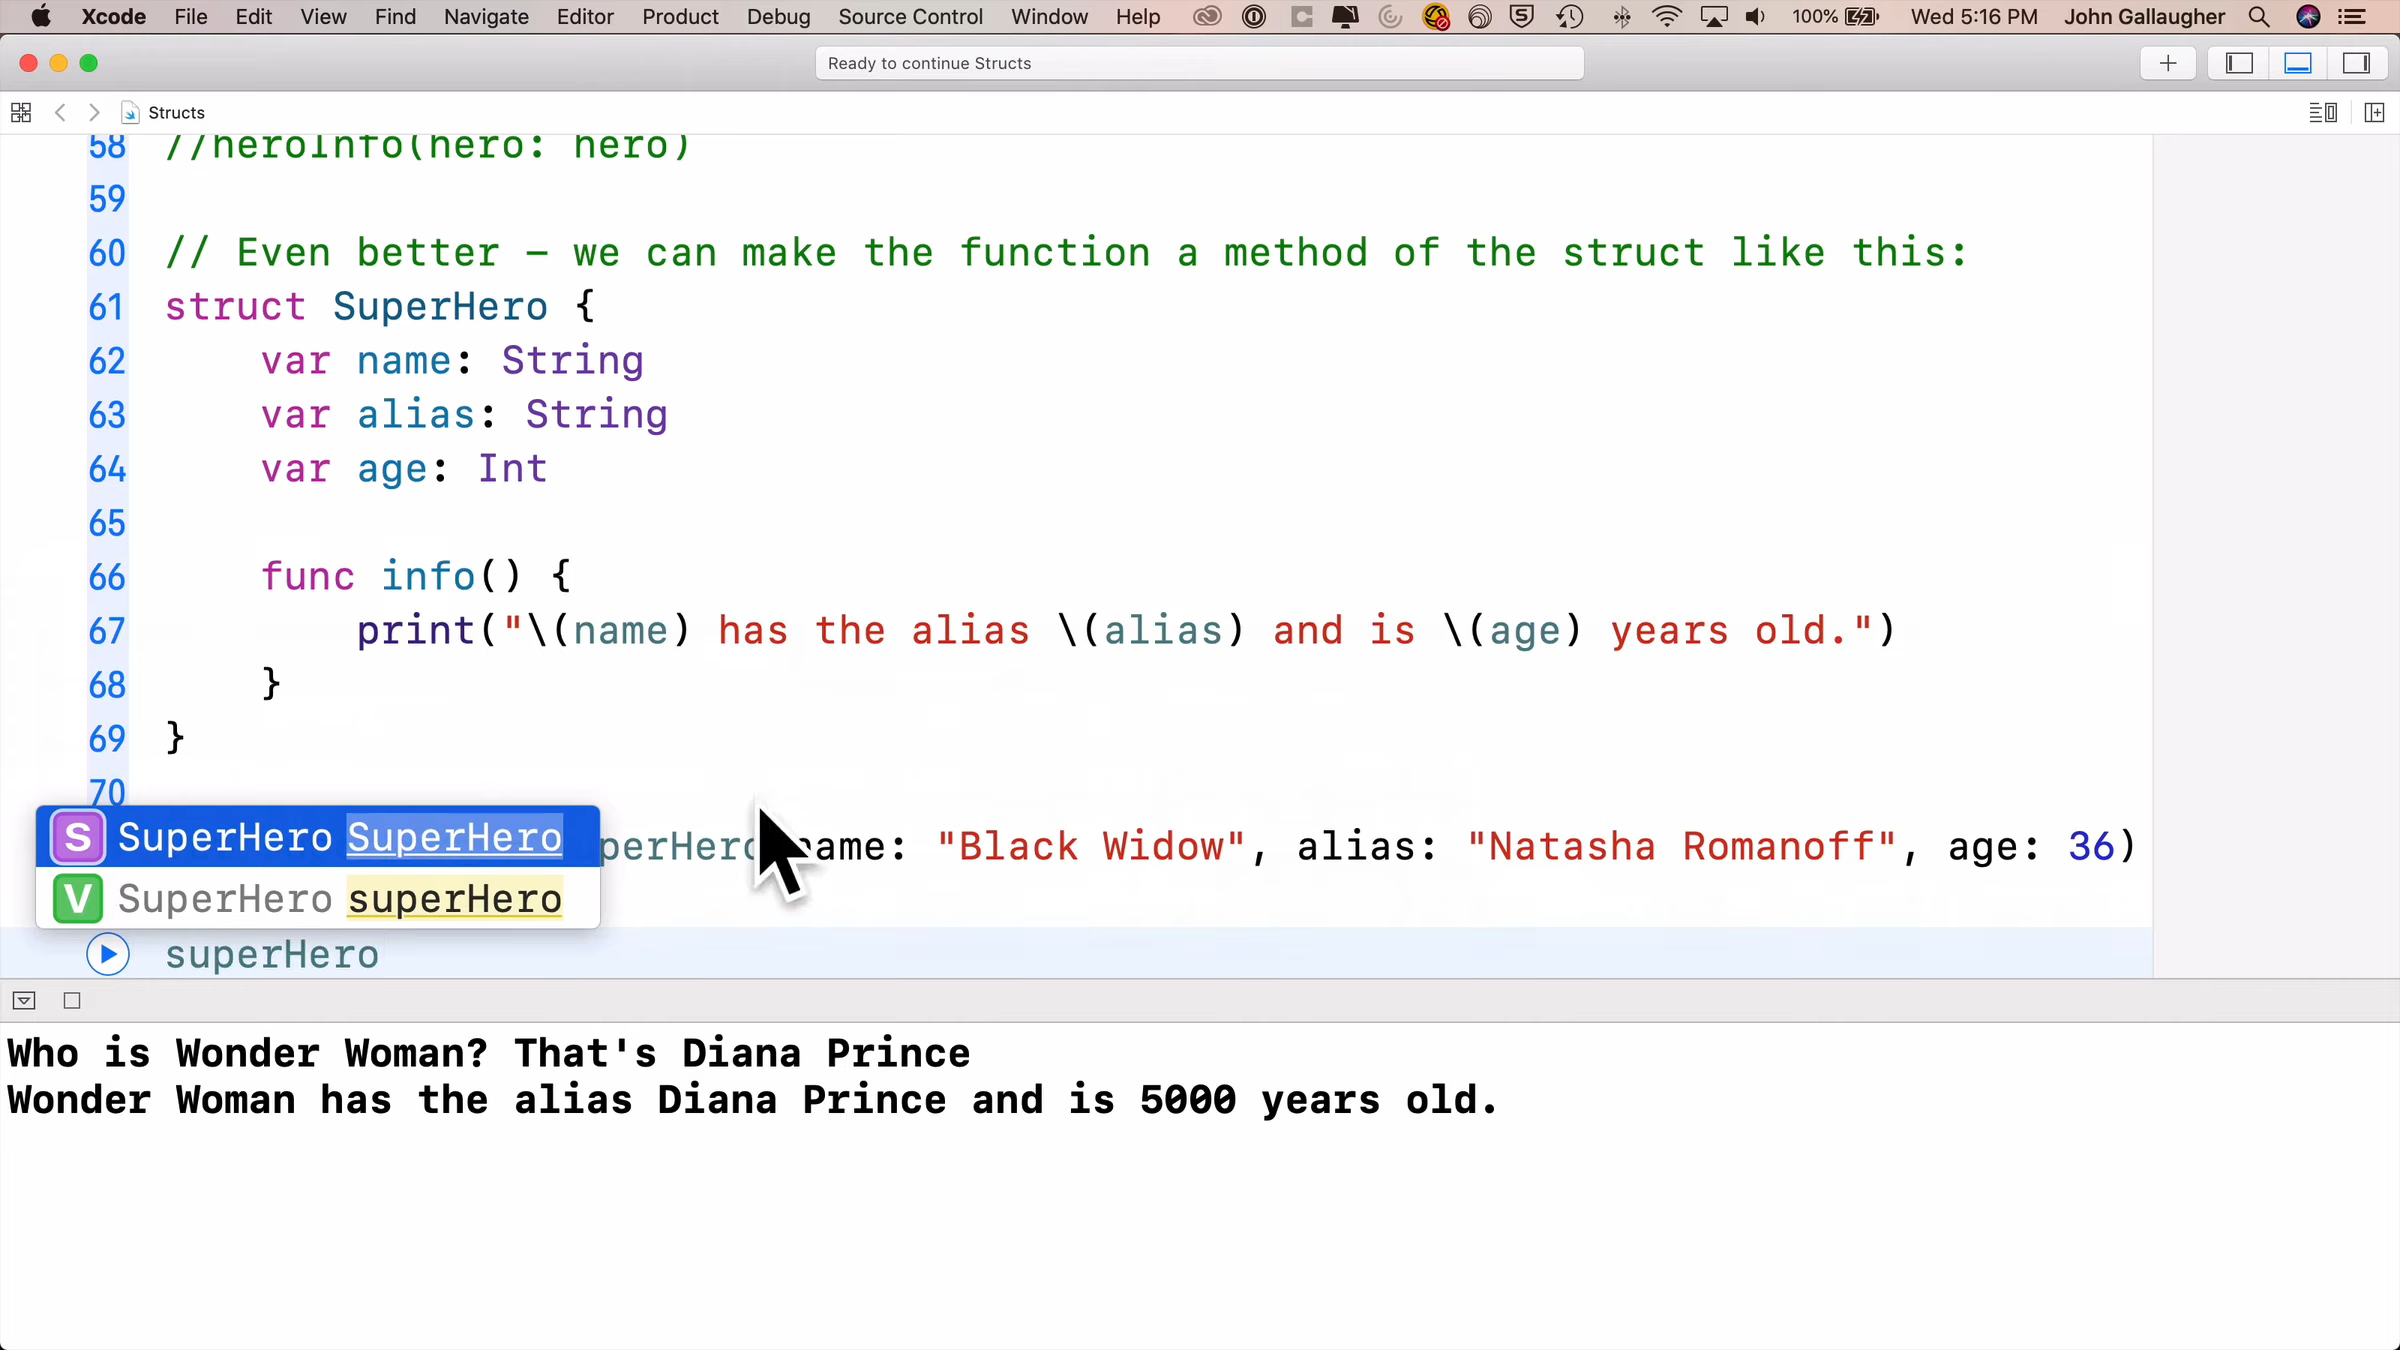 Xcode File Edit View Find Navigate Editor Product Debug Source Control Window Help 100% Wed 5:16 PM John Gallaugher
Ready to continue Structs
Structs
58 //heroInfo(hero: hero)
59
60 // Even better – we can make the function a method of the struct like this:
61 struct SuperHero {
62 var name: String
63 var alias: String
64 var age: Int
65
66 func info() {
67 print("\(name) has the alias \(alias) and is \(age) years old.")
68 }
69 }
70
S SuperHero SuperHero
perHero name: "Black Widow", alias: "Natasha Romanoff", age: 36)
V SuperHero superHero
superHero
Who is Wonder Woman? That's Diana Prince
Wonder Woman has the alias Diana Prince and is 5000 years old.